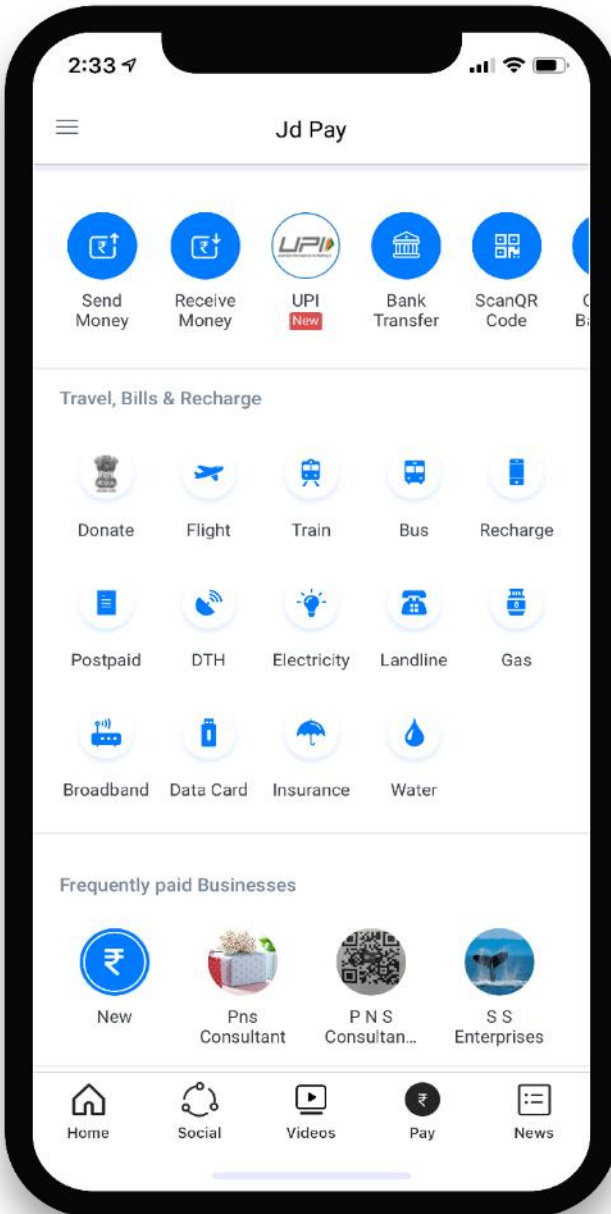 2:33
Jd Pay
Send Money
Receive Money
UPI
UPI
New
Bank Transfer
ScanQR Code
Travel, Bills & Recharge
Donate
Flight
Train
Bus
Recharge
Postpaid
DTH
Electricity
Landline
Gas
Broadband
Data Card
Insurance
Water
Frequently paid Businesses
₹
New
Pns Consultant
P N S Consultan...
S S Enterprises
Home
Social
Videos
₹
Pay
News